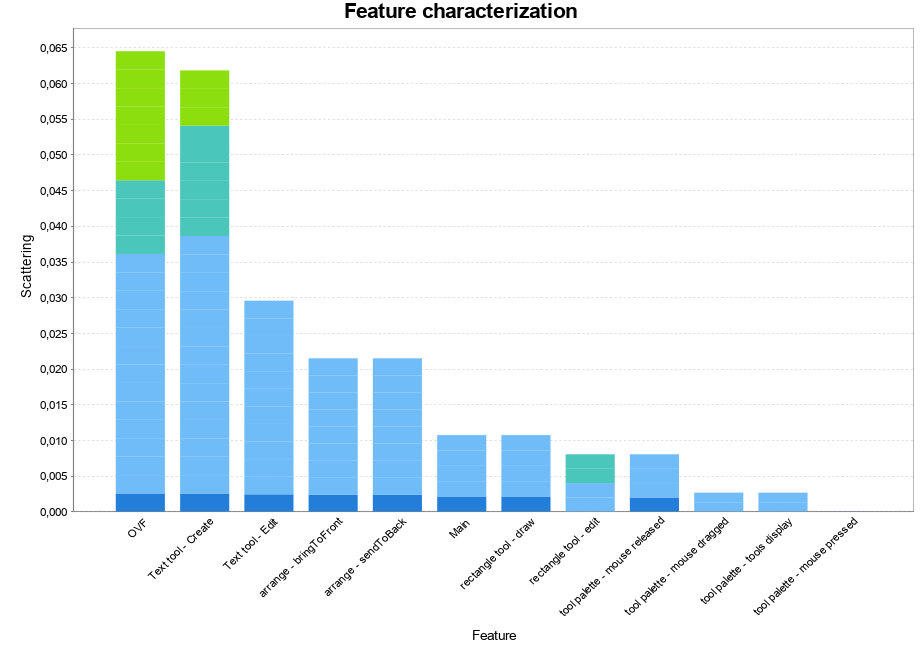 Feature characterization
0,065
0,060
0,055
0,050
0,045
0,040
0,035
0,030
0,025
0,020
0,015
0,010
0,005
0,000
Scattering
OVF
Text tool - Create
Text tool - Edit
arrange - bringToFront
arrange - sendToBack
Main
rectangle tool - draw
rectangle tool - edit
tool palette - mouse released
tool palette - mouse dragged
tool palette - tools display
tool palette - mouse pressed
Feature